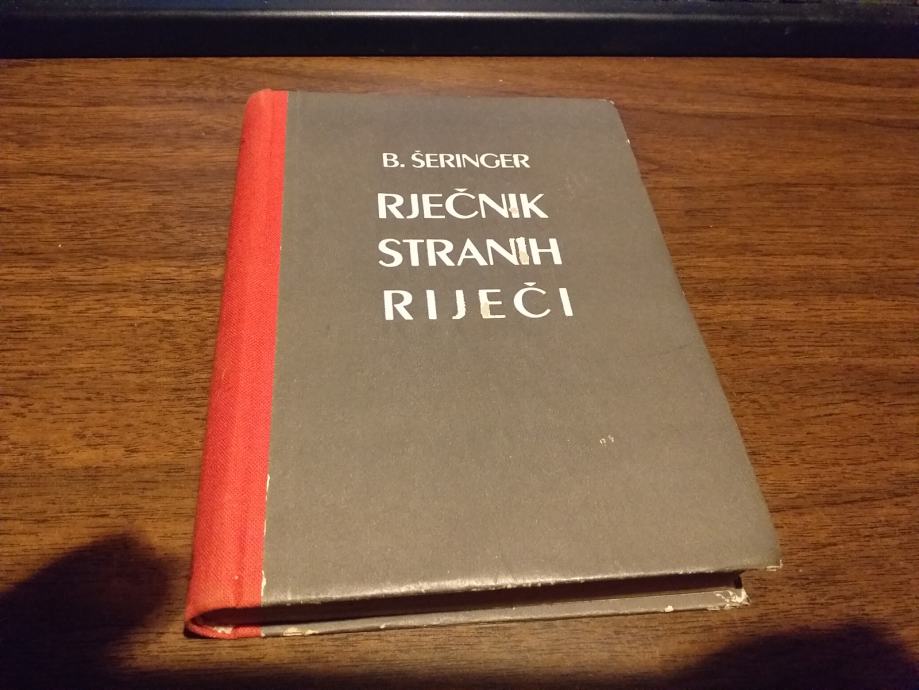 B. ŠERINGER
RJEČNIK
STRANIH
RIJEČI